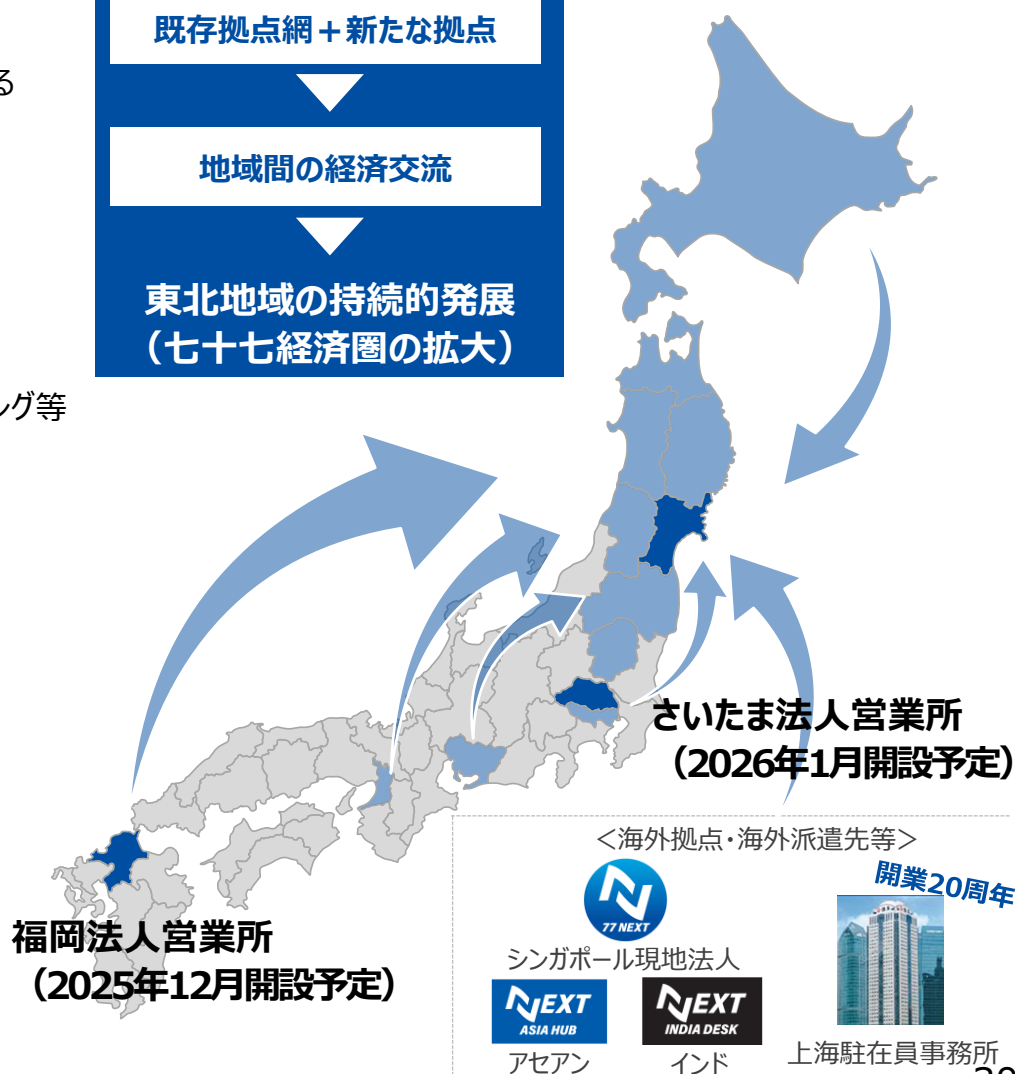 既存拠点網+新たな拠点
る
地域間の経済交流
東北地域の持続的発展
(七十七経済圏の拡大)
ング等
さいたま法人営業所
(2026年1月開設予定)
福岡法人営業所
(2025年12月開設予定)
<海外拠点・海外派遣先等>
77 NEXT
シンガポール現地法人
開業20周年
NEXT
ASIA HUB
アセアン
NEXT
INDIA DESK
インド
上海駐在員事務所